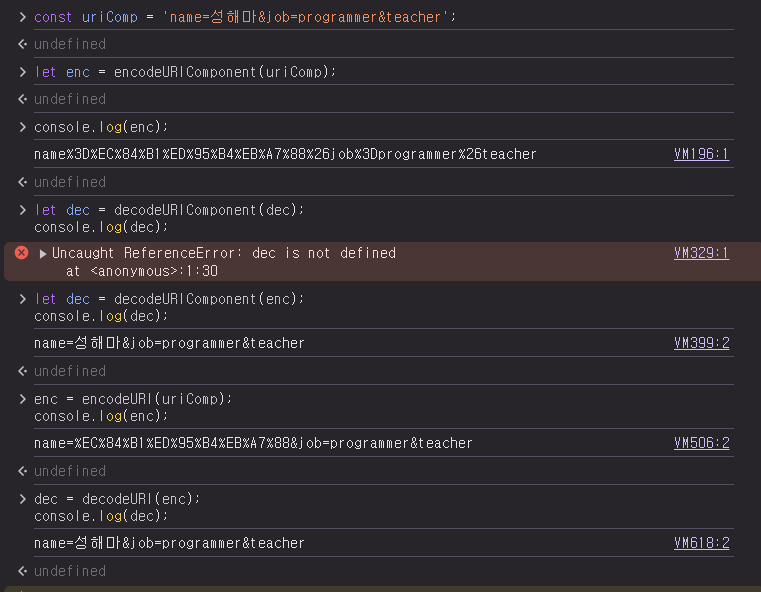 const uriComp = 'name=성해마&job=programmer&teacher';
undefined
let enc = encodeURIComponent(uriComp);
undefined
console.log(enc);
name%3D%EC%84%B1%ED%95%B4%EB%A7%88%26job%3Dprogrammer%26teacher VM196:1
undefined
let dec = decodeURIComponent(dec);
console.log(dec);
Uncaught ReferenceError: dec is not defined VM329:1
at <anonymous>:1:30
let dec = decodeURIComponent(enc);
console.log(dec);
name=성해마&job=programmer&teacher VM399:2
undefined
enc = encodeURI(uriComp);
console.log(enc);
name=%EC%84%B1%ED%95%B4%EB%A7%88&job=programmer&teacher VM506:2
undefined
dec = decodeURI(enc);
console.log(dec);
name=성해마&job=programmer&teacher VM618:2
undefined